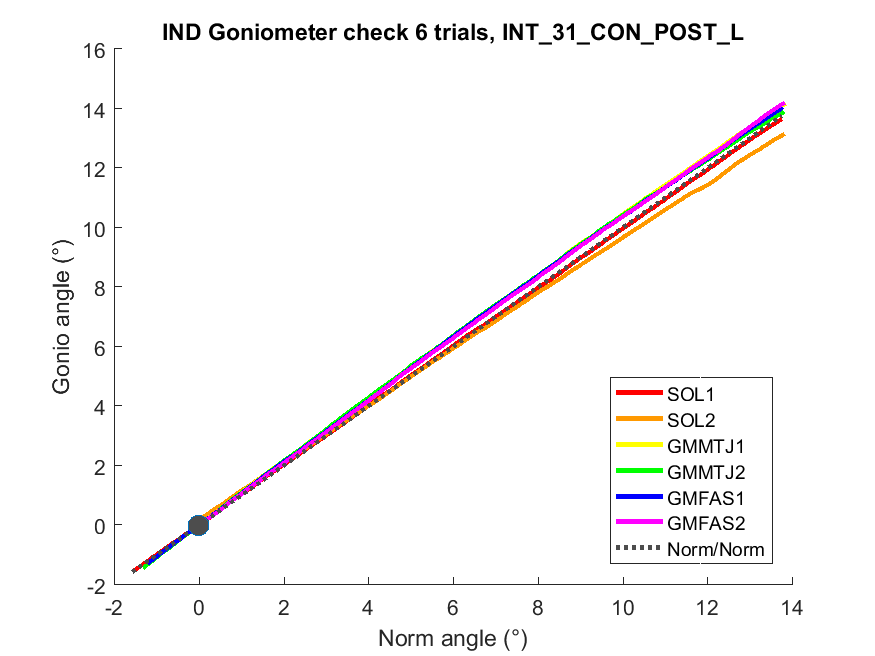 IND Goniometer check 6 trials, INT_31_CON_POST_L
16
14
12
10
8
6
4
2
0
-2
Gonio angle (°)
SOL1
SOL2
GMMTJ1
GMMTJ2
GMFAS1
GMFAS2
Norm/Norm
-2 0 2 4 6 8 10 12 14
Norm angle (°)